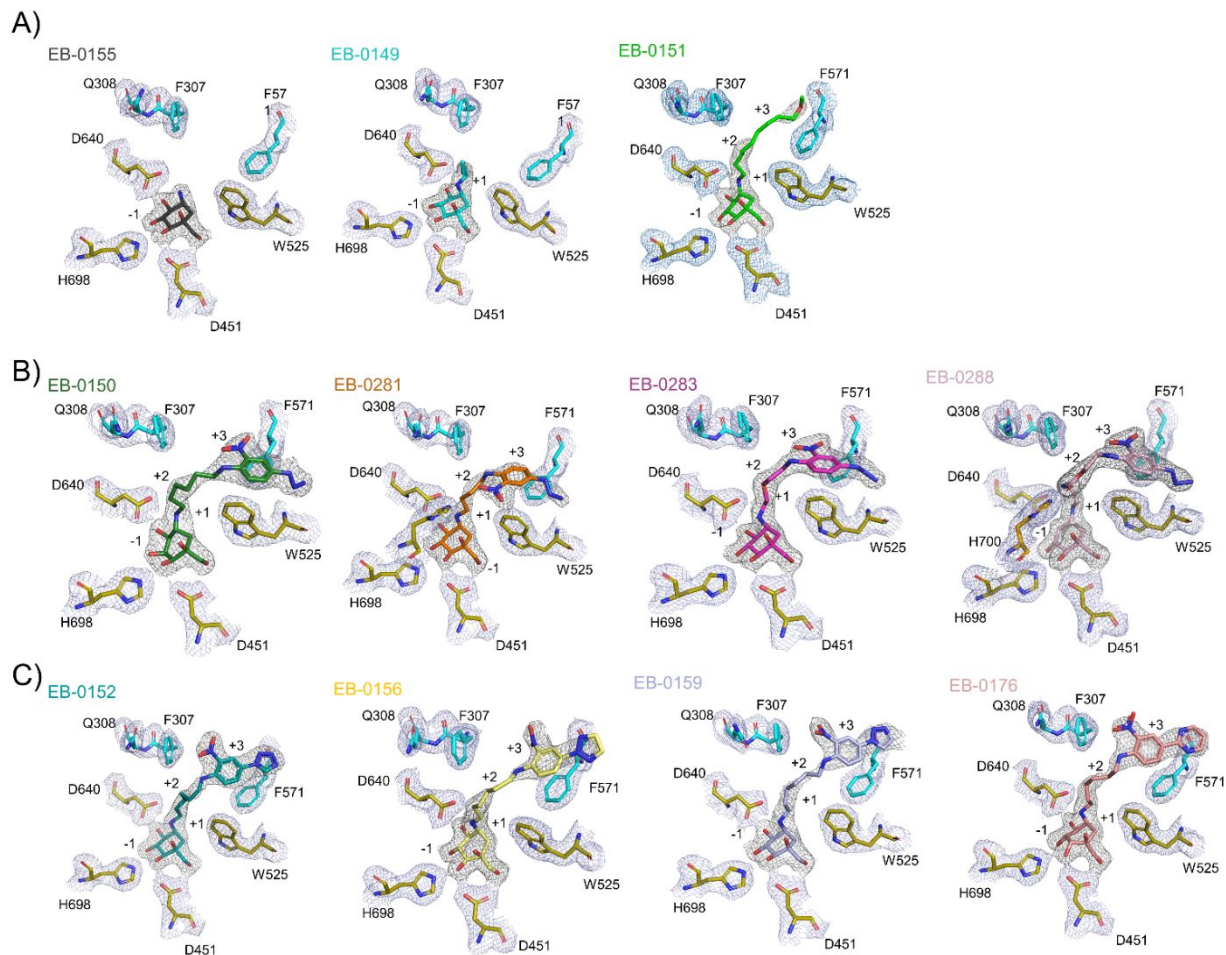 A)
EB-0155 EB-0149 EB-0151
Q308 F307 F57 1 D640 -1 W525 H698 D451
Q308 F307 F57 1 D640 +1 -1 W525 H698 D451
Q308 F307 F571 +3 D640 +2 +1 -1 W525 H698 D451
B)
EB-0150 EB-0281 EB-0283 EB-0288
Q308 F307 F571 +3 +2 D640 +1 -1 W525 H698 D451
Q308 F307 F571 +3 D640 +2 +1 -1 W525 H698 D451
Q308 F307 F571 +3 D640 +2 +1 -1 W525 H698 D451
Q308 F307 F571 +3 D640 +2 +1 -1 H700 W525 H698 D451
C)
EB-0152 EB-0156 EB-0159 EB-0176
Q308 F307 +3 D640 +2 F571 +1 -1 W525 H698 D451
Q308 F307 +3 D640 +2 F571 +1 -1 W525 H698 D451
Q308 F307 +3 D640 +2 F571 +1 -1 W525 H698 D451
Q308 F307 +3 D640 +2 F571 +1 -1 W525 H698 D451